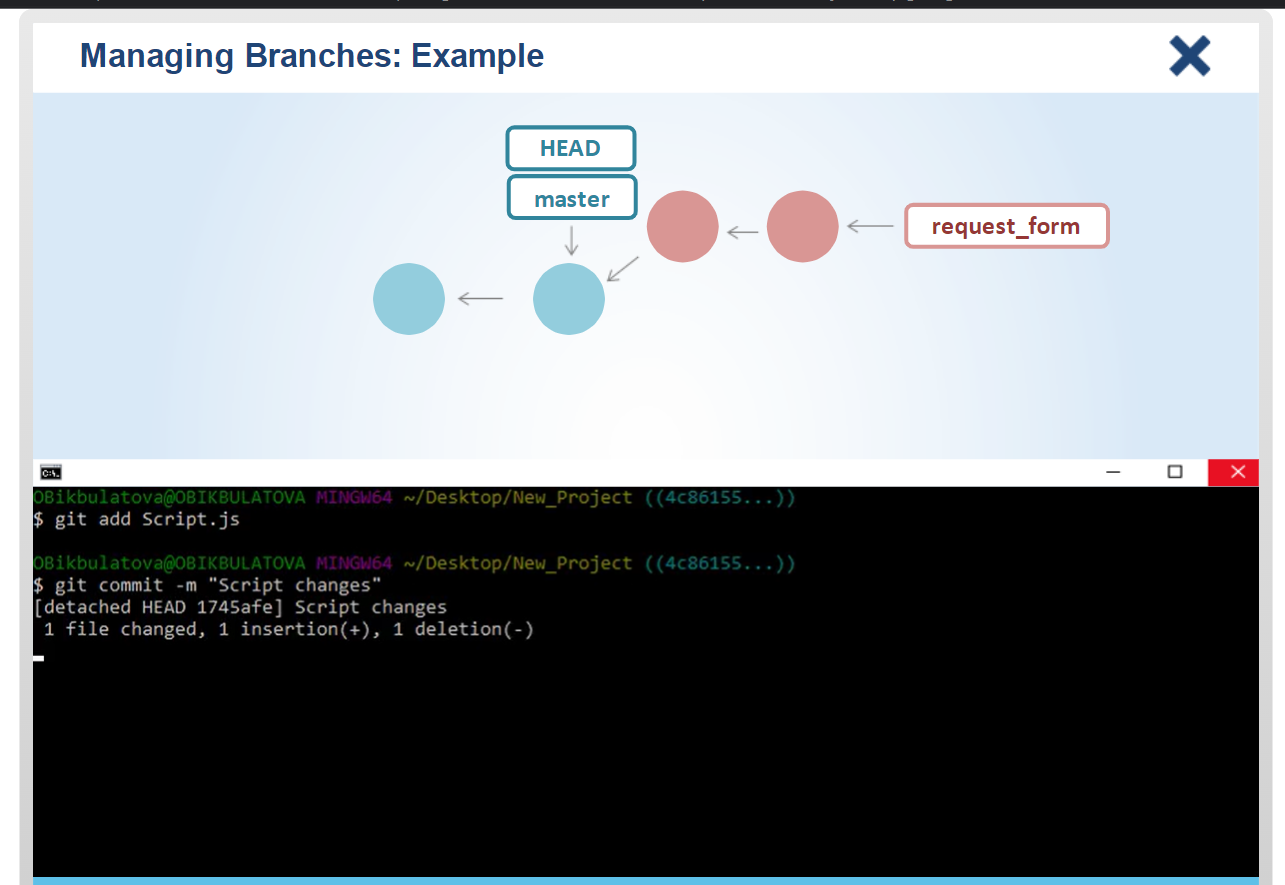 Managing Branches: Example
HEAD
master
request_form
C:\.
OBikbulatova@OBIKBULATOVA MINGW64 ~/Desktop/New_Project ((4c86155...))
$ git add Script.js
OBikbulatova@OBIKBULATOVA MINGW64 ~/Desktop/New_Project ((4c86155...))
$ git commit -m "Script changes"
[detached HEAD 1745afe] Script changes
1 file changed, 1 insertion(+), 1 deletion(-)